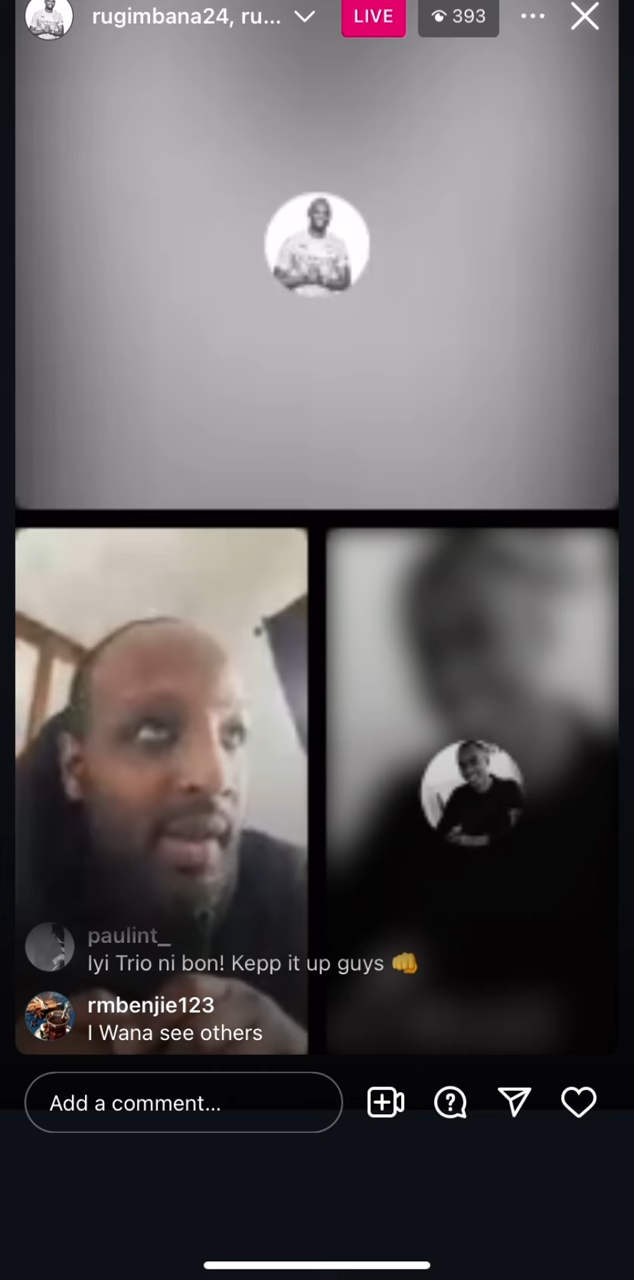 rugimbana24, ru...
LIVE
393
paulint_
Iyi Trio ni bon! Kepp it up guys 👊
rmbenjie123
I Wana see others
Add a comment...